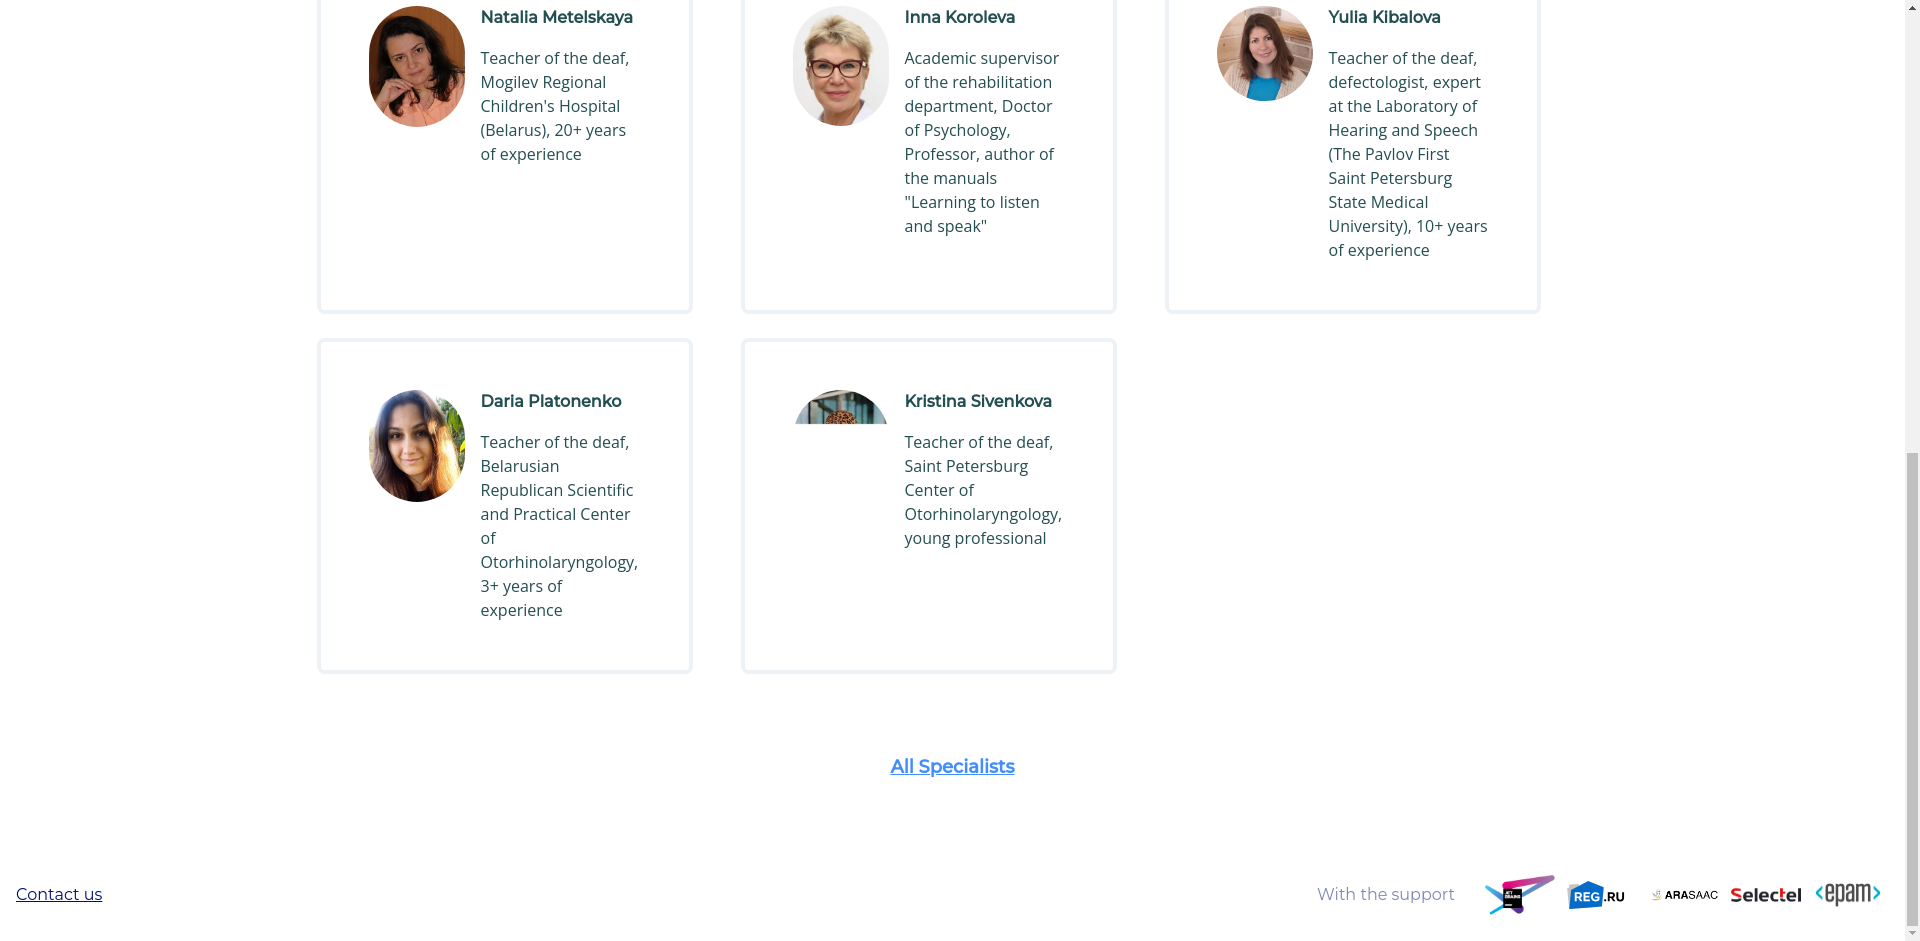 Natalia Metelskaya
Teacher of the deaf,
Mogilev Regional
Children's Hospital
(Belarus), 20+ years
of experience
Inna Koroleva
Academic supervisor
of the rehabilitation
department, Doctor
of Psychology,
Professor, author of
the manuals
"Learning to listen
and speak"
Yulia Kibalova
Teacher of the deaf,
defectologist, expert
at the Laboratory of
Hearing and Speech
(The Pavlov First
Saint Petersburg
State Medical
University), 10+ years
of experience
Daria Platonenko
Teacher of the deaf,
Belarusian
Republican Scientific
and Practical Center
of
Otorhinolaryngology,
3+ years of
experience
Kristina Sivenkova
Teacher of the deaf,
Saint Petersburg
Center of
Otorhinolaryngology,
young professional
All Specialists
Contact us
With the support
JET
BRAINS
REG.RU
ARASAAC
Selectel
<epam>